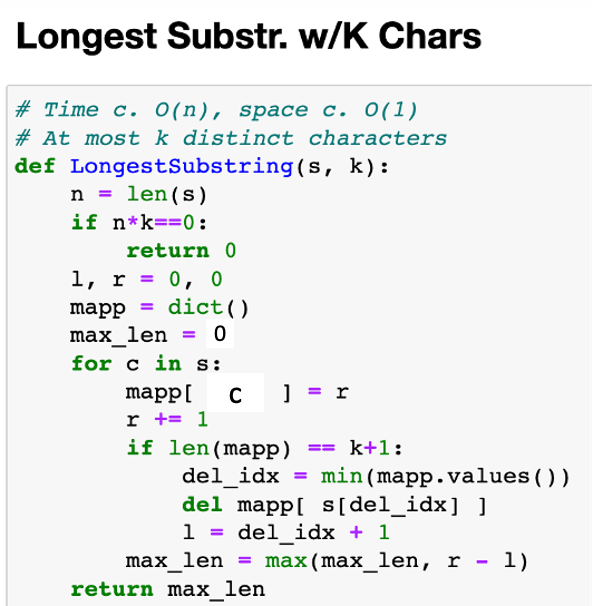 Longest Substr. w/K Chars
# Time c. O(n), space c. O(1)
# At most k distinct characters
def LongestSubstring(s, k):
    n = len(s)
    if n*k==0:
        return 0
    l, r = 0, 0
    mapp = dict()
    max_len = 0
    for c in s:
        mapp[ c ] = r
        r += 1
        if len(mapp) == k+1:
            del_idx = min(mapp.values())
            del mapp[ s[del_idx] ]
            l = del_idx + 1
        max_len = max(max_len, r - l)
    return max_len